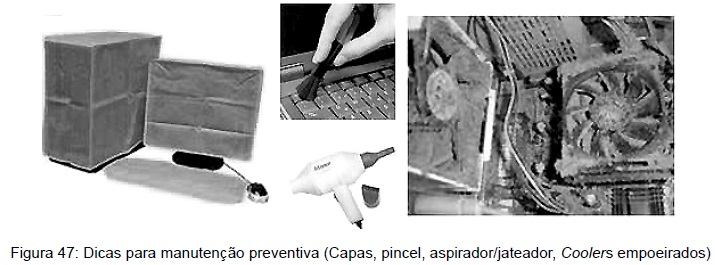 Figura 47: Dicas para manutenção preventiva (Capas, pincel, aspirador/jateador, Coolers empoeirados)